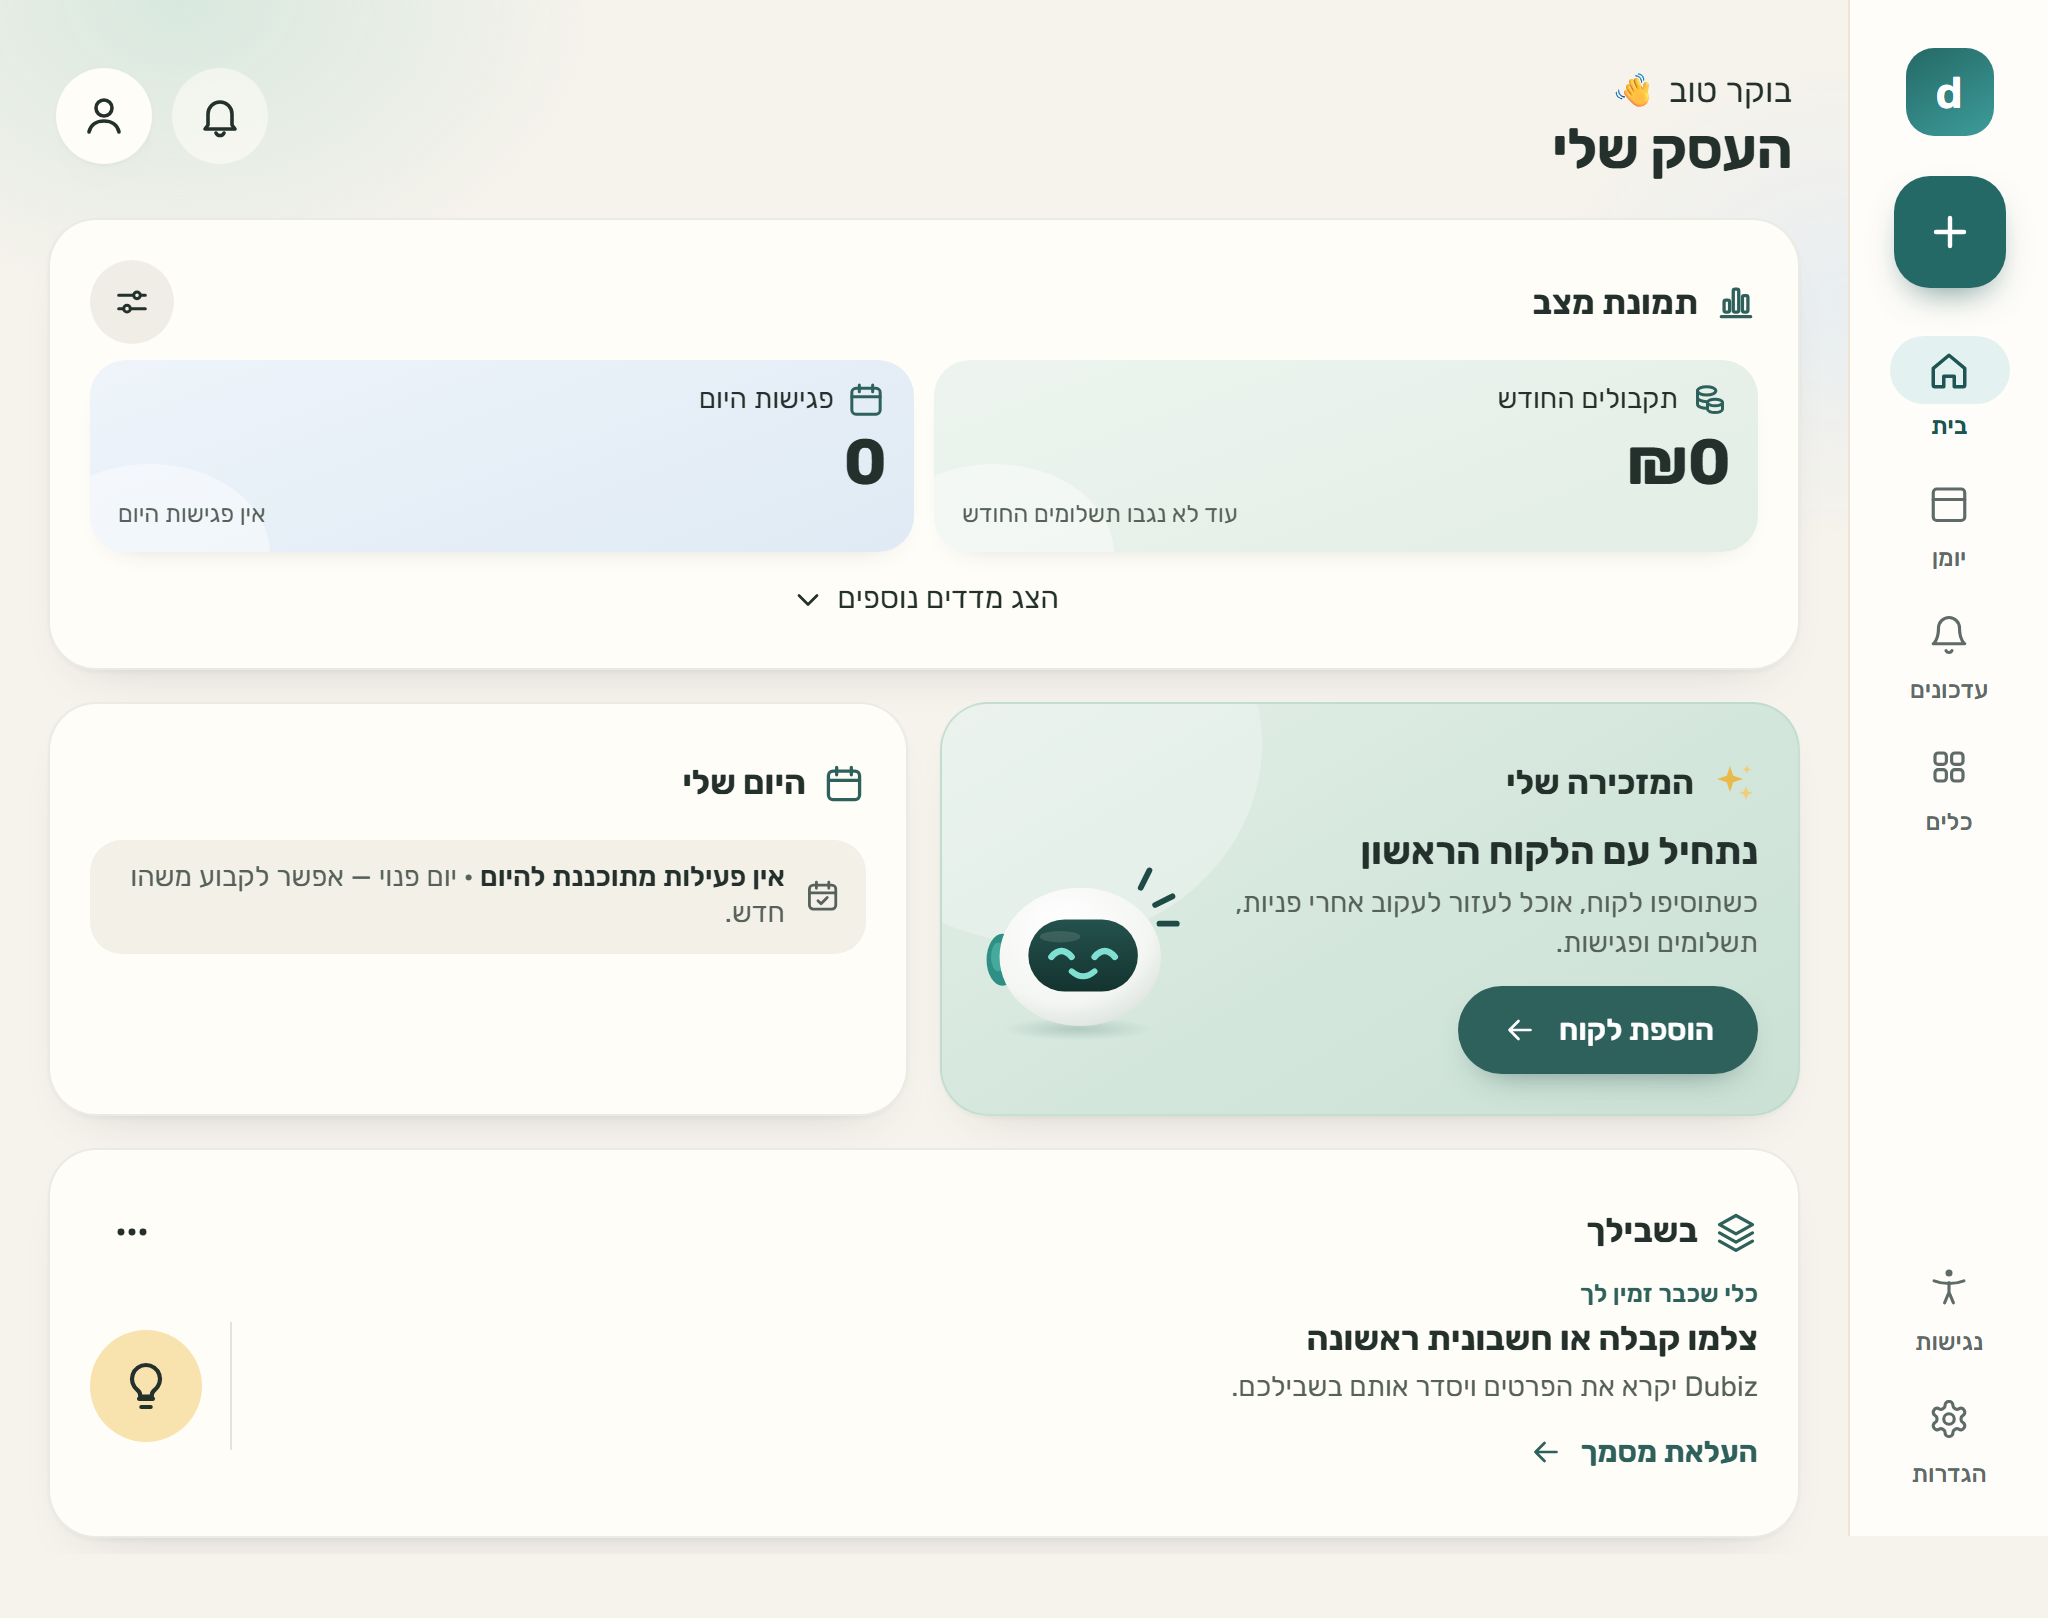 d
בית
יומן
עדכונים
כלים
נגישות
הגדרות
בוקר טוב 👋
העסק שלי
תמונת מצב
תקבולים החודש
₪0
עוד לא נגבו תשלומים החודש
פגישות היום
0
אין פגישות היום
הצג מדדים נוספים
המזכירה שלי
נתחיל עם הלקוח הראשון
כשתוסיפו לקוח, אוכל לעזור לעקוב אחרי פניות,
תשלומים ופגישות.
הוספת לקוח
היום שלי
אין פעילות מתוכננת להיום • יום פנוי — אפשר לקבוע משהו
חדש.
בשבילך
כלי שכבר זמין לך
צלמו קבלה או חשבונית ראשונה
Dubiz יקרא את הפרטים ויסדר אותם בשבילכם.
העלאת מסמך